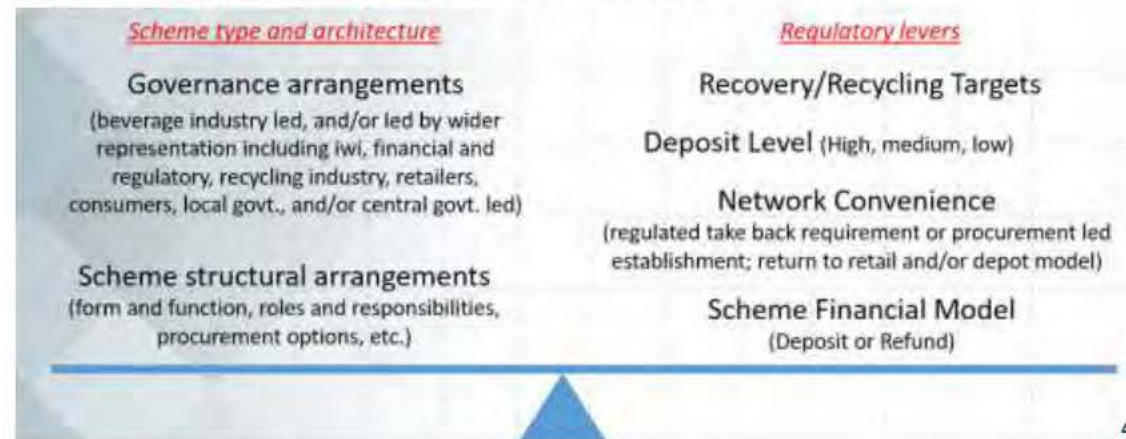 Scheme type and architecture
Governance arrangements
(beverage industry led, and/or led by wider
representation including iwi, financial and
regulatory, recycling industry, retailers,
consumers, local govt., and/or central govt. led)
Scheme structural arrangements
(form and function, roles and responsibilities,
procurement options, etc.)
Regulatory levers
Recovery/Recycling Targets
Deposit Level (High, medium, low)
Network Convenience
(regulated take back requirement or procurement led
establishment; return to retail and/or depot model)
Scheme Financial Model
(Deposit or Refund)